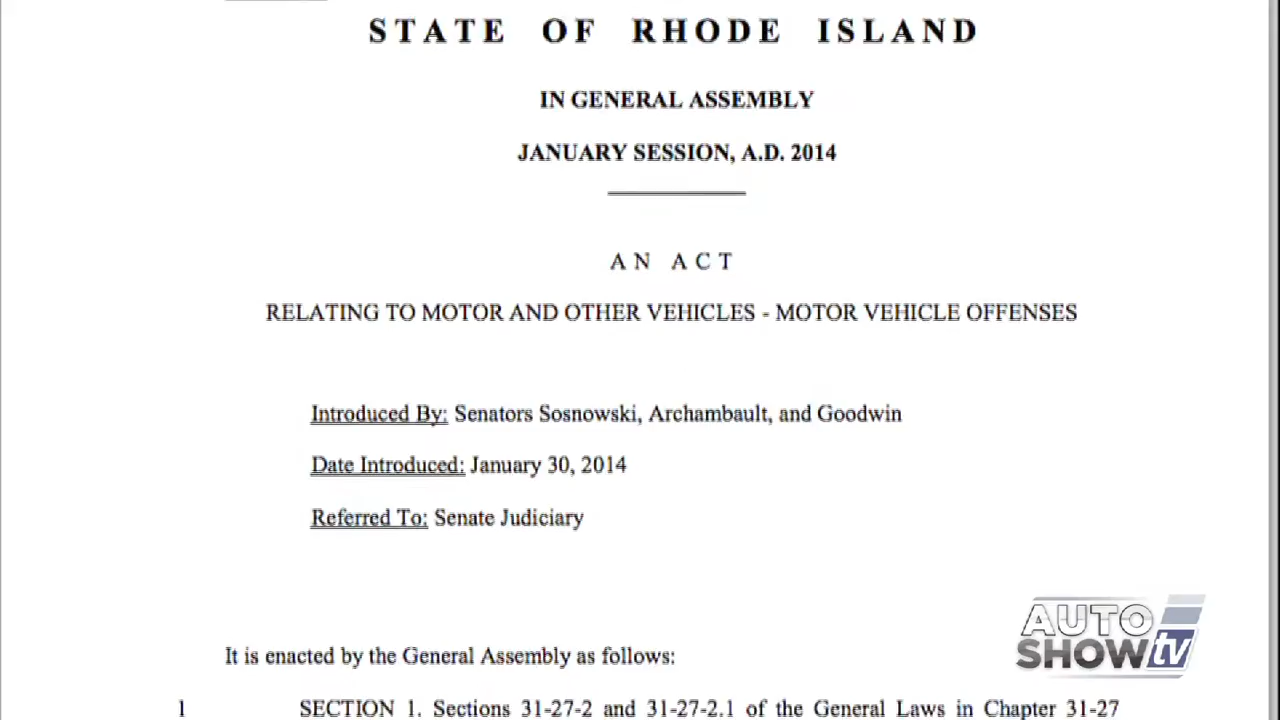 STATE OF RHODE ISLAND
IN GENERAL ASSEMBLY
JANUARY SESSION, A.D. 2014
AN ACT
RELATING TO MOTOR AND OTHER VEHICLES - MOTOR VEHICLE OFFENSES
Introduced By: Senators Sosnowski, Archambault, and Goodwin
Date Introduced: January 30, 2014
Referred To: Senate Judiciary
It is enacted by the General Assembly as follows:
1 SECTION 1. Sections 31-27-2 and 31-27-2.1 of the General Laws in Chapter 31-27
AUTO
SHOW tv